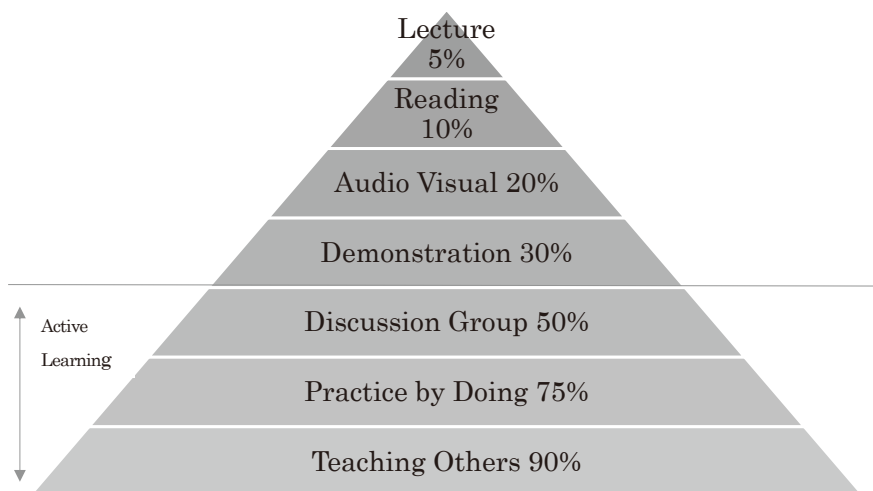 Lecture
5%
Reading
10%
Audio Visual 20%
Demonstration 30%
Discussion Group 50%
Active
Learning
Practice by Doing 75%
Teaching Others 90%